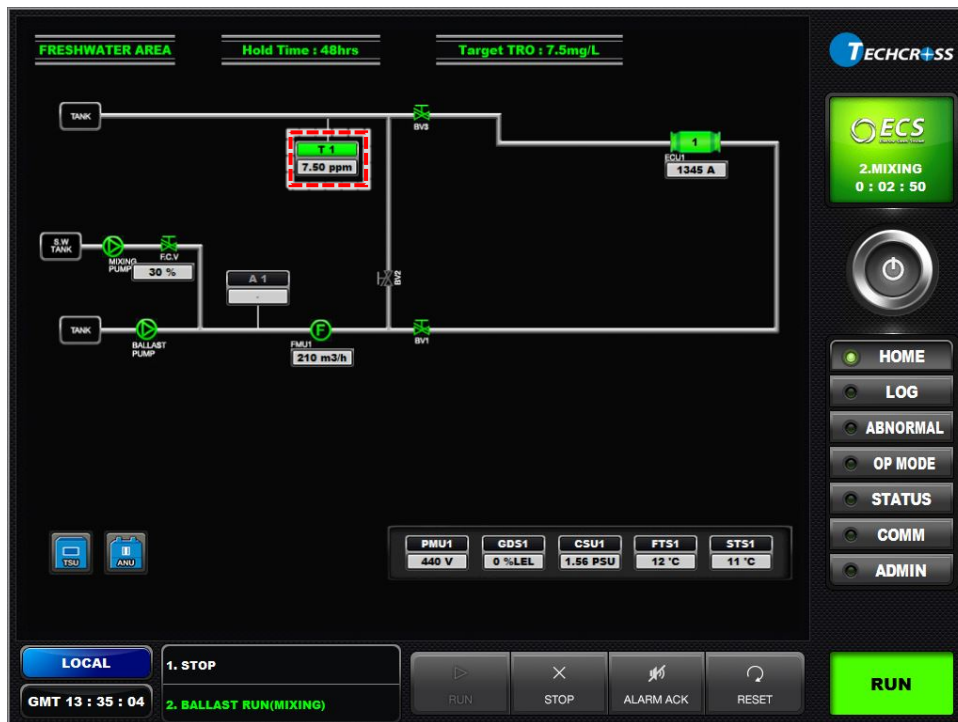 FRESHWATER AREA
Hold Time : 48hrs
Target TRO : 7.5mg/L
TECHCROSS
TANK
BV3
T 1
7.50 ppm
1
ECU1
1345 A
ECS
2.MIXING
0 : 02 : 50
S.W
TANK
MIXING
PUMP
F.C.V
30 %
A 1
-
BV2
TANK
BALLAST
PUMP
F
FMU1
210 m3/h
BV1
HOME
LOG
ABNORMAL
OP MODE
STATUS
COMM
ADMIN
TSU
ANU
PMU1
440 V
GDS1
0 %LEL
CSU1
1.56 PSU
FTS1
12 'C
STS1
11 'C
LOCAL
GMT 13 : 35 : 04
1. STOP
2. BALLAST RUN(MIXING)
RUN
STOP
ALARM ACK
RESET
RUN